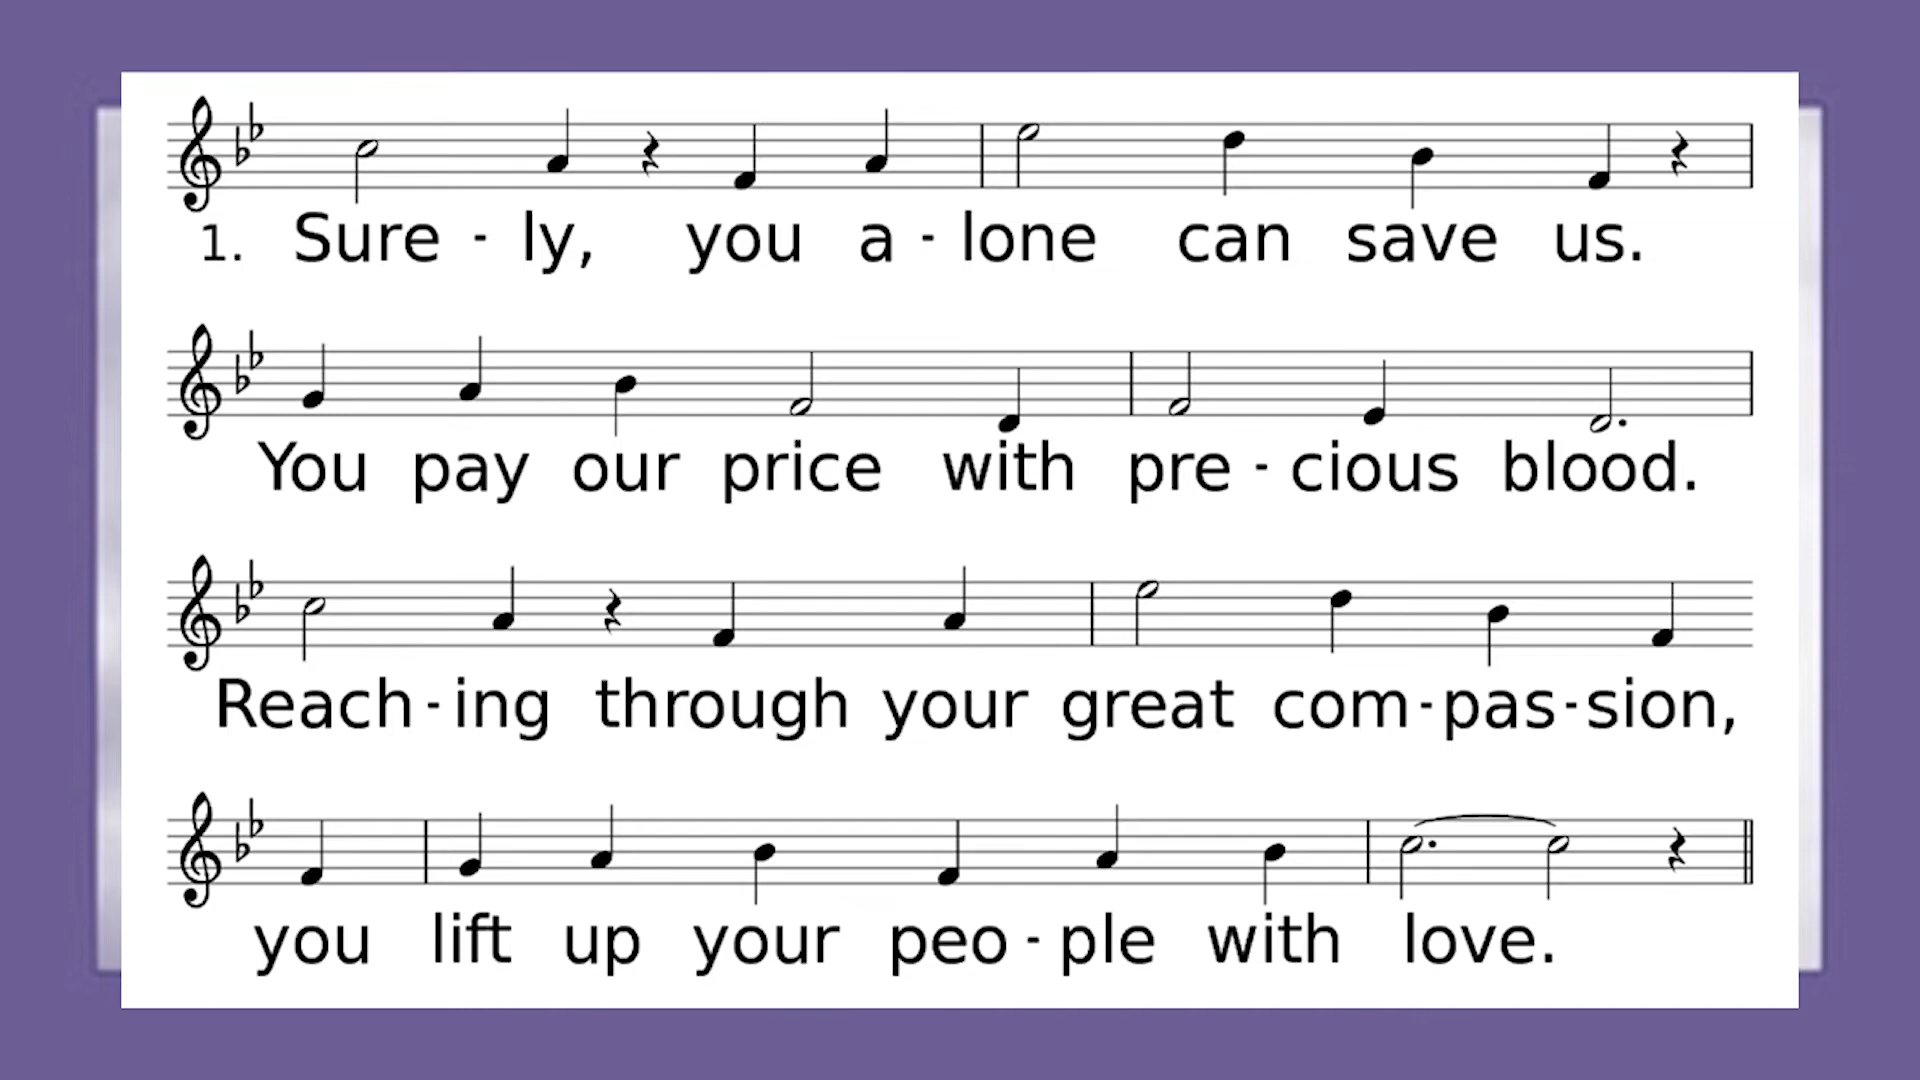 1. Sure - ly, you a - lone can save us.
You pay our price with pre - cious blood.
Reach - ing through your great com - pas - sion,
you lift up your peo - ple with love.